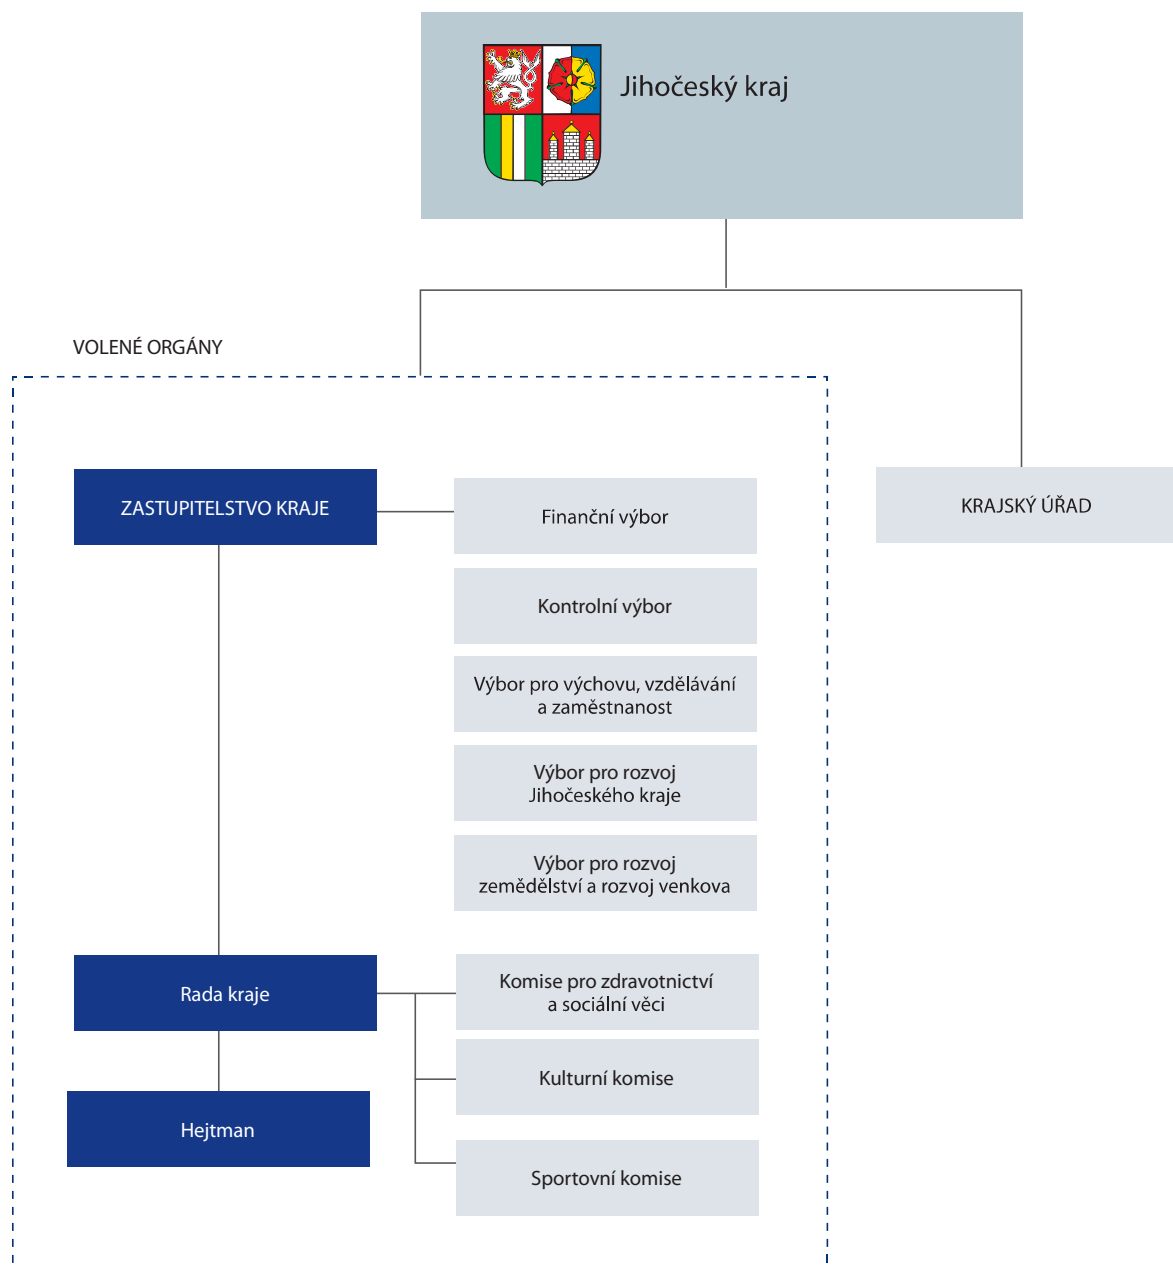 Jihočeský kraj
VOLENÉ ORGÁNY
ZASTUPITELSTVO KRAJE
Finanční výbor
KRAJSKÝ ÚŘAD
Kontrolní výbor
Výbor pro výchovu, vzdělávání
a zaměstnanost
Výbor pro rozvoj
Jihočeského kraje
Výbor pro rozvoj
zemědělství a rozvoj venkova
Rada kraje
Komise pro zdravotnictví
a sociální věci
Kulturní komise
Hejtman
Sportovní komise